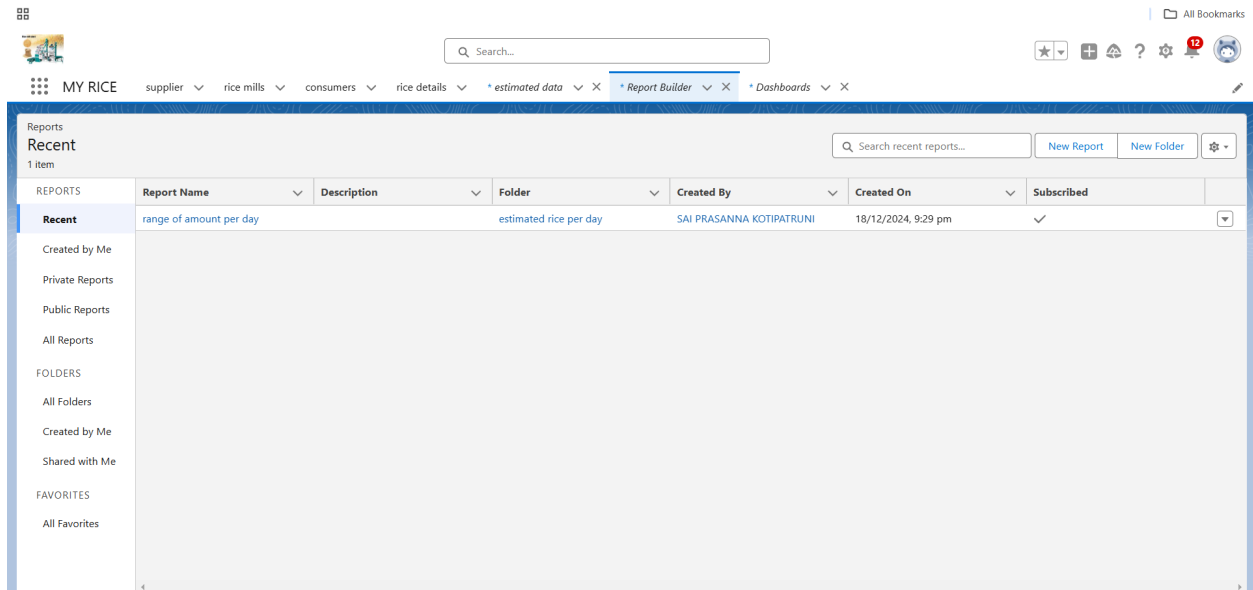 All Bookmarks
Search...
12
MY RICE supplier rice mills consumers rice details * estimated data * Report Builder * Dashboards
Reports
Recent
1 item
Search recent reports...
New Report New Folder
REPORTS
Recent
Created by Me
Private Reports
Public Reports
All Reports
FOLDERS
All Folders
Created by Me
Shared with Me
FAVORITES
All Favorites
Report Name Description Folder Created By Created On Subscribed
range of amount per day estimated rice per day SAI PRASANNA KOTIPATRUNI 18/12/2024, 9:29 pm